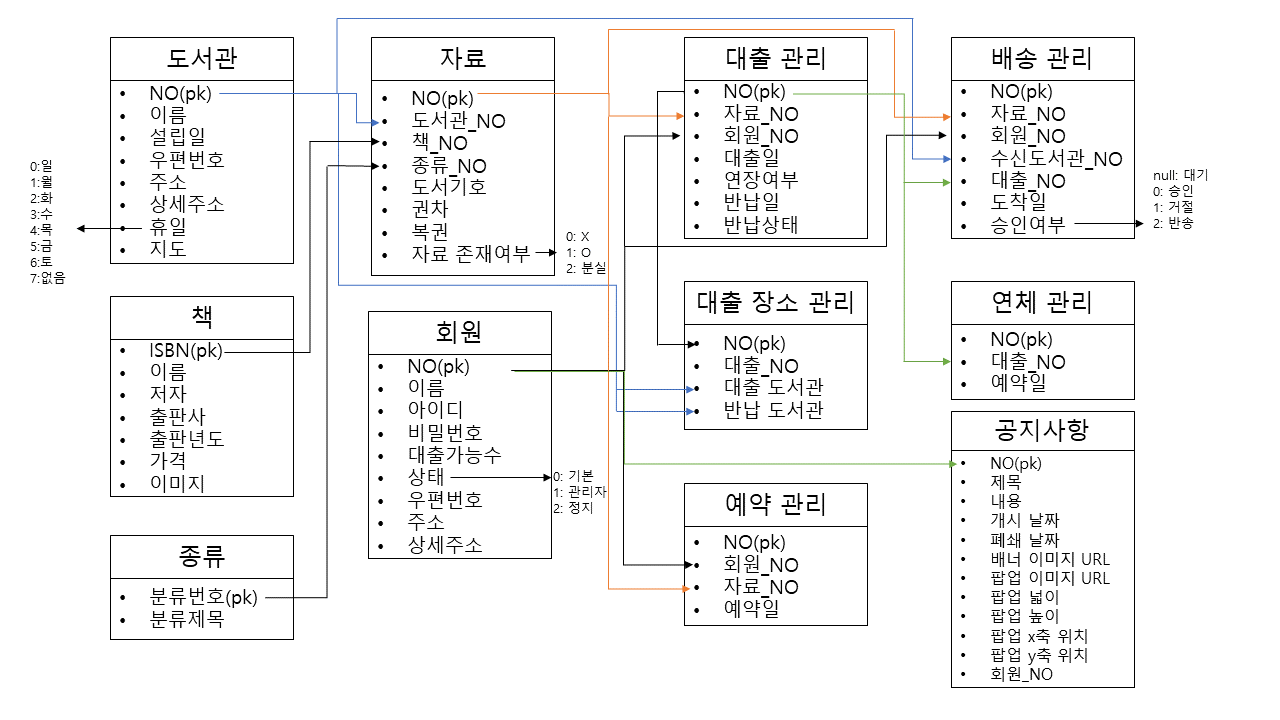 도서관
• NO(pk)
• 이름
• 설립일
• 우편번호
• 주소
• 상세주소
• 휴일
• 지도
0:일
1:월
2:화
3:수
4:목
5:금
6:토
7:없음
책
• ISBN(pk)
• 이름
• 저자
• 출판사
• 출판년도
• 가격
• 이미지
종류
• 분류번호(pk)
• 분류제목
자료
• NO(pk)
• 도서관_NO
• 책_NO
• 종류_NO
• 도서기호
• 권차
• 복권
• 자료 존재여부
0: X
1: O
2: 분실
회원
• NO(pk)
• 이름
• 아이디
• 비밀번호
• 대출가능수
• 상태
• 우편번호
• 주소
• 상세주소
0: 기본
1: 관리자
2: 정지
대출 관리
• NO(pk)
• 자료_NO
• 회원_NO
• 대출일
• 연장여부
• 반납일
• 반납상태
대출 장소 관리
• NO(pk)
• 대출_NO
• 대출 도서관
• 반납 도서관
예약 관리
• NO(pk)
• 회원_NO
• 자료_NO
• 예약일
배송 관리
• NO(pk)
• 자료_NO
• 회원_NO
• 수신도서관_NO
• 대출_NO
• 도착일
• 승인여부
null: 대기
0: 승인
1: 거절
2: 반송
연체 관리
• NO(pk)
• 대출_NO
• 예약일
공지사항
• NO(pk)
• 제목
• 내용
• 개시 날짜
• 폐쇄 날짜
• 배너 이미지 URL
• 팝업 이미지 URL
• 팝업 넓이
• 팝업 높이
• 팝업 x축 위치
• 팝업 y축 위치
• 회원_NO